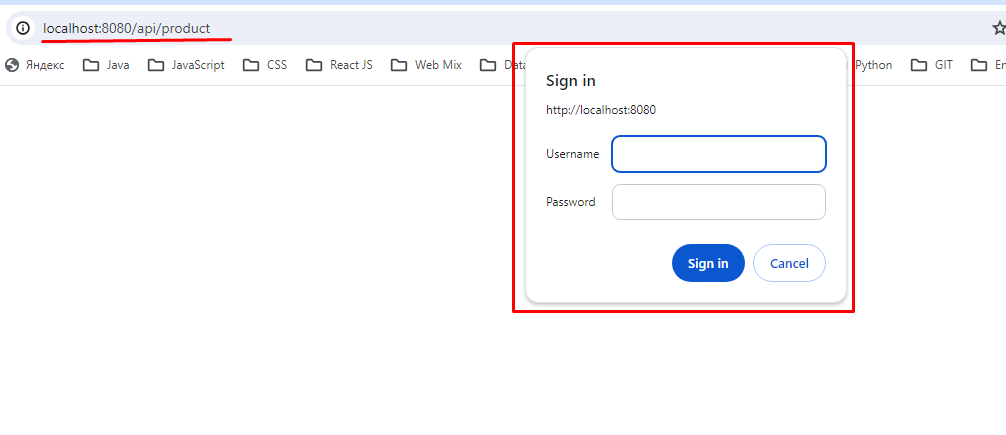 localhost:8080/api/product
Яндекс Java JavaScript CSS React JS Web Mix Python GIT
Sign in
http://localhost:8080
Username
Password
Sign in Cancel